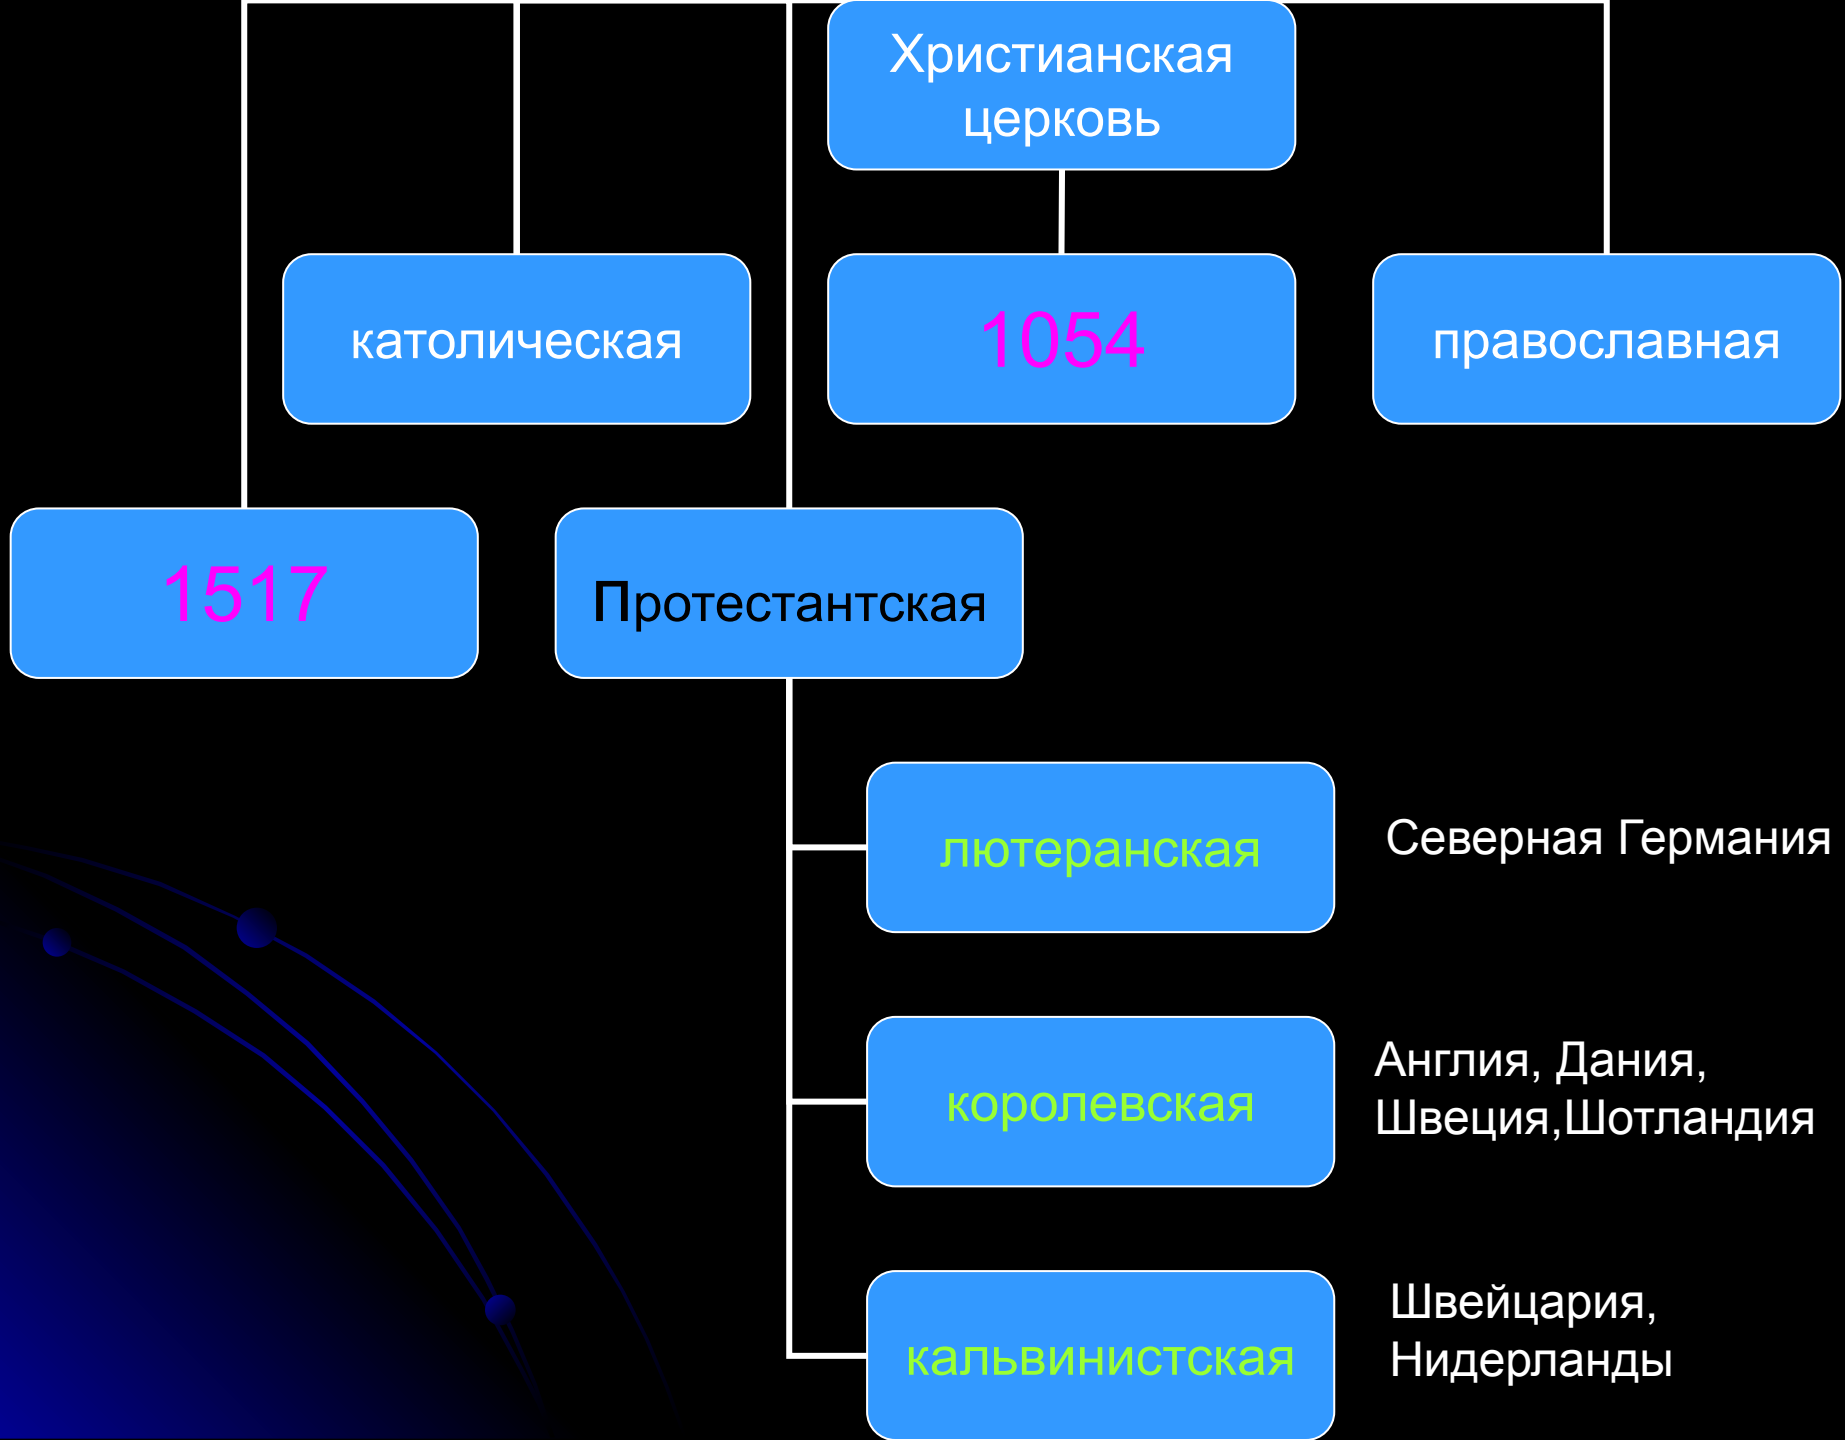 Христианская
церковь
католическая
1054
православная
1517
Протестантская
лютеранская
Северная Германия
королевская
Англия, Дания,
Швеция,Шотландия
кальвинистская
Швейцария,
Нидерланды